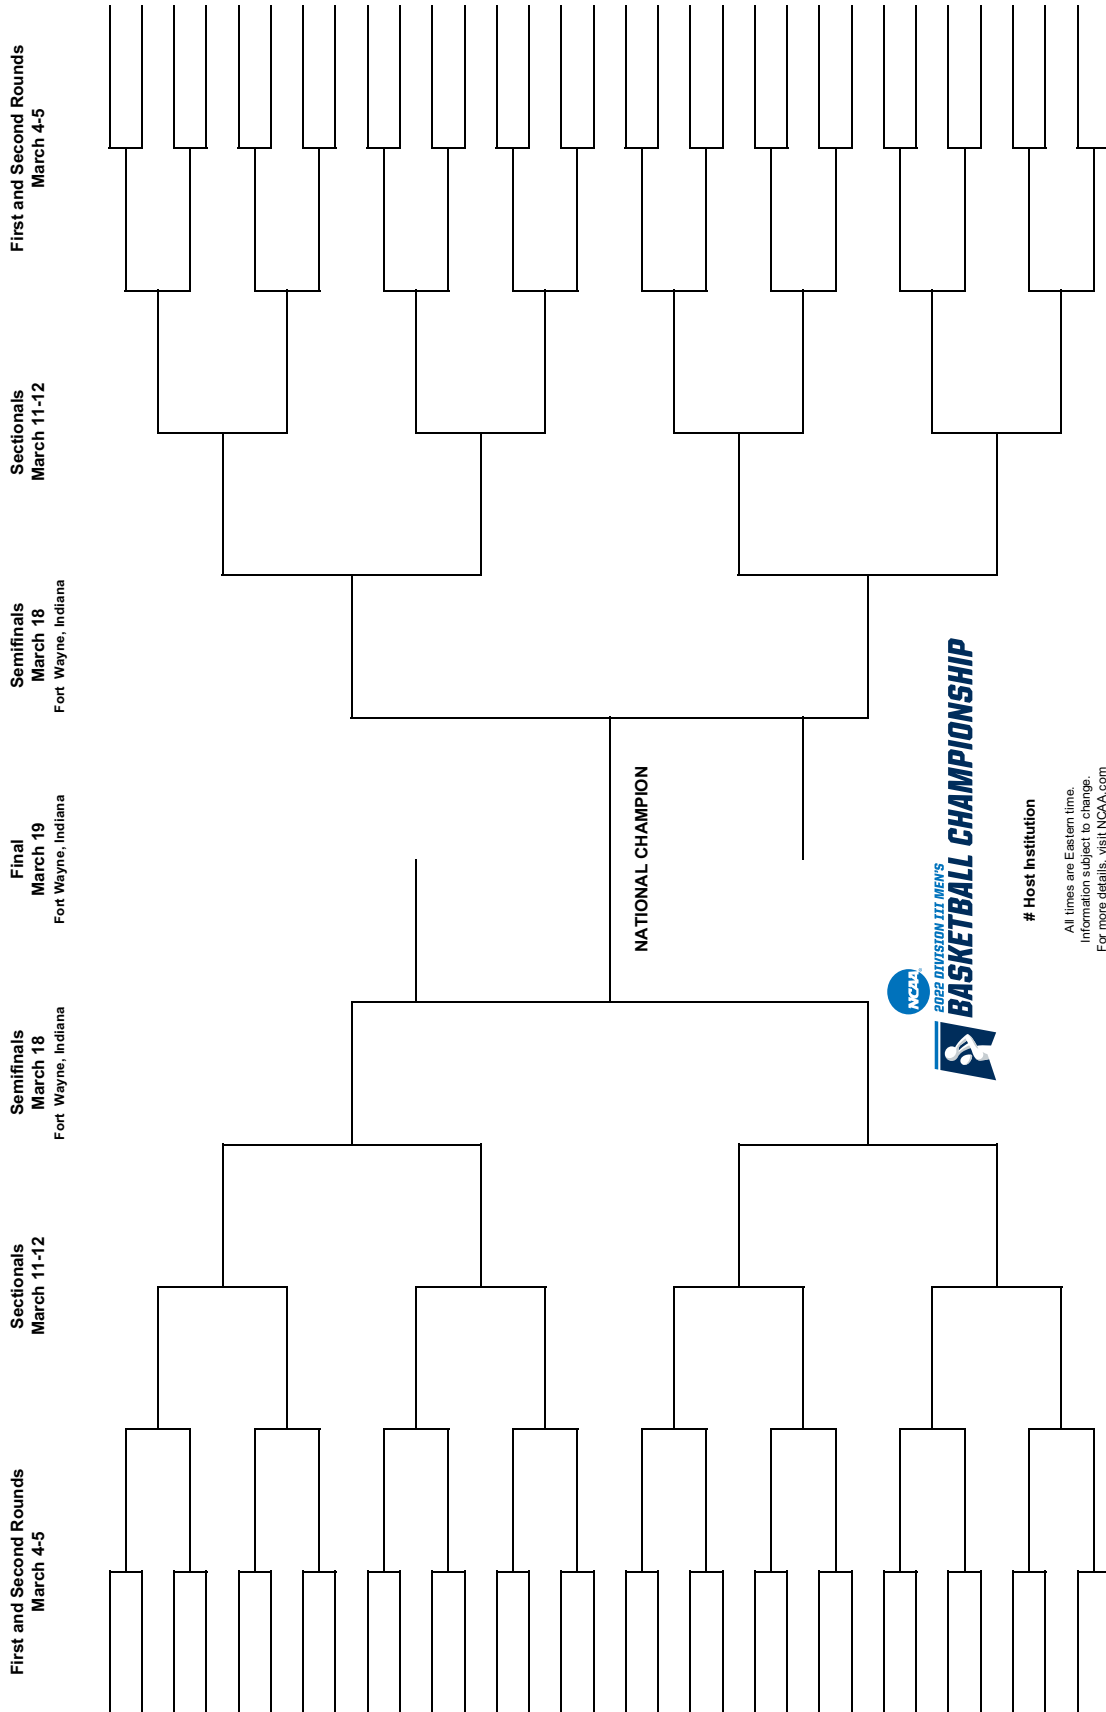 First and Second Rounds
March 4-5
Sectionals
March 11-12
Semifinals
March 18
Fort Wayne, Indiana
Final
March 19
Fort Wayne, Indiana
Semifinals
March 18
Fort Wayne, Indiana
Sectionals
March 11-12
First and Second Rounds
March 4-5
NATIONAL CHAMPION
NCAA
2022 DIVISION III MEN'S
BASKETBALL CHAMPIONSHIP
# Host Institution
All times are Eastern time.
Information subject to change.
For more details, visit NCAA.com